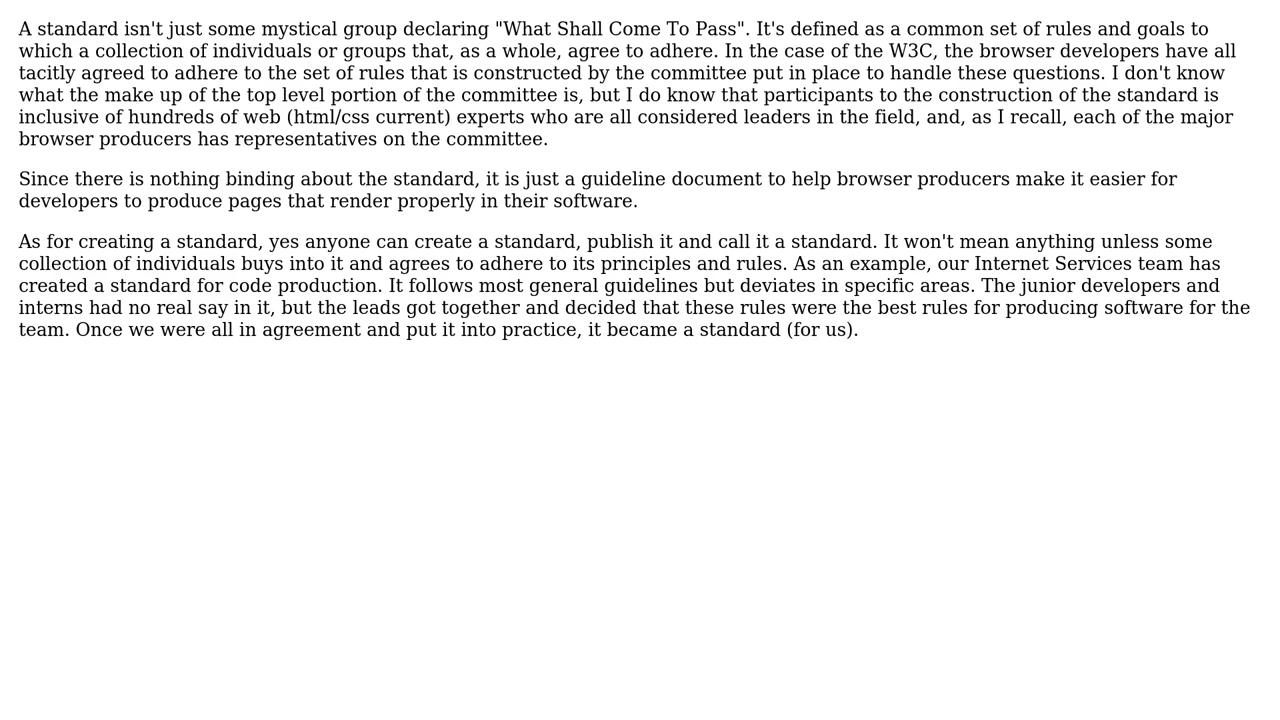 A standard isn't just some mystical group declaring "What Shall Come To Pass". It's defined as a common set of rules and goals to
which a collection of individuals or groups that, as a whole, agree to adhere. In the case of the W3C, the browser developers have all
tacitly agreed to adhere to the set of rules that is constructed by the committee put in place to handle these questions. I don't know
what the make up of the top level portion of the committee is, but I do know that participants to the construction of the standard is
inclusive of hundreds of web (html/css current) experts who are all considered leaders in the field, and, as I recall, each of the major
browser producers has representatives on the committee.
Since there is nothing binding about the standard, it is just a guideline document to help browser producers make it easier for
developers to produce pages that render properly in their software.
As for creating a standard, yes anyone can create a standard, publish it and call it a standard. It won't mean anything unless some
collection of individuals buys into it and agrees to adhere to its principles and rules. As an example, our Internet Services team has
created a standard for code production. It follows most general guidelines but deviates in specific areas. The junior developers and
interns had no real say in it, but the leads got together and decided that these rules were the best rules for producing software for the
team. Once we were all in agreement and put it into practice, it became a standard (for us).